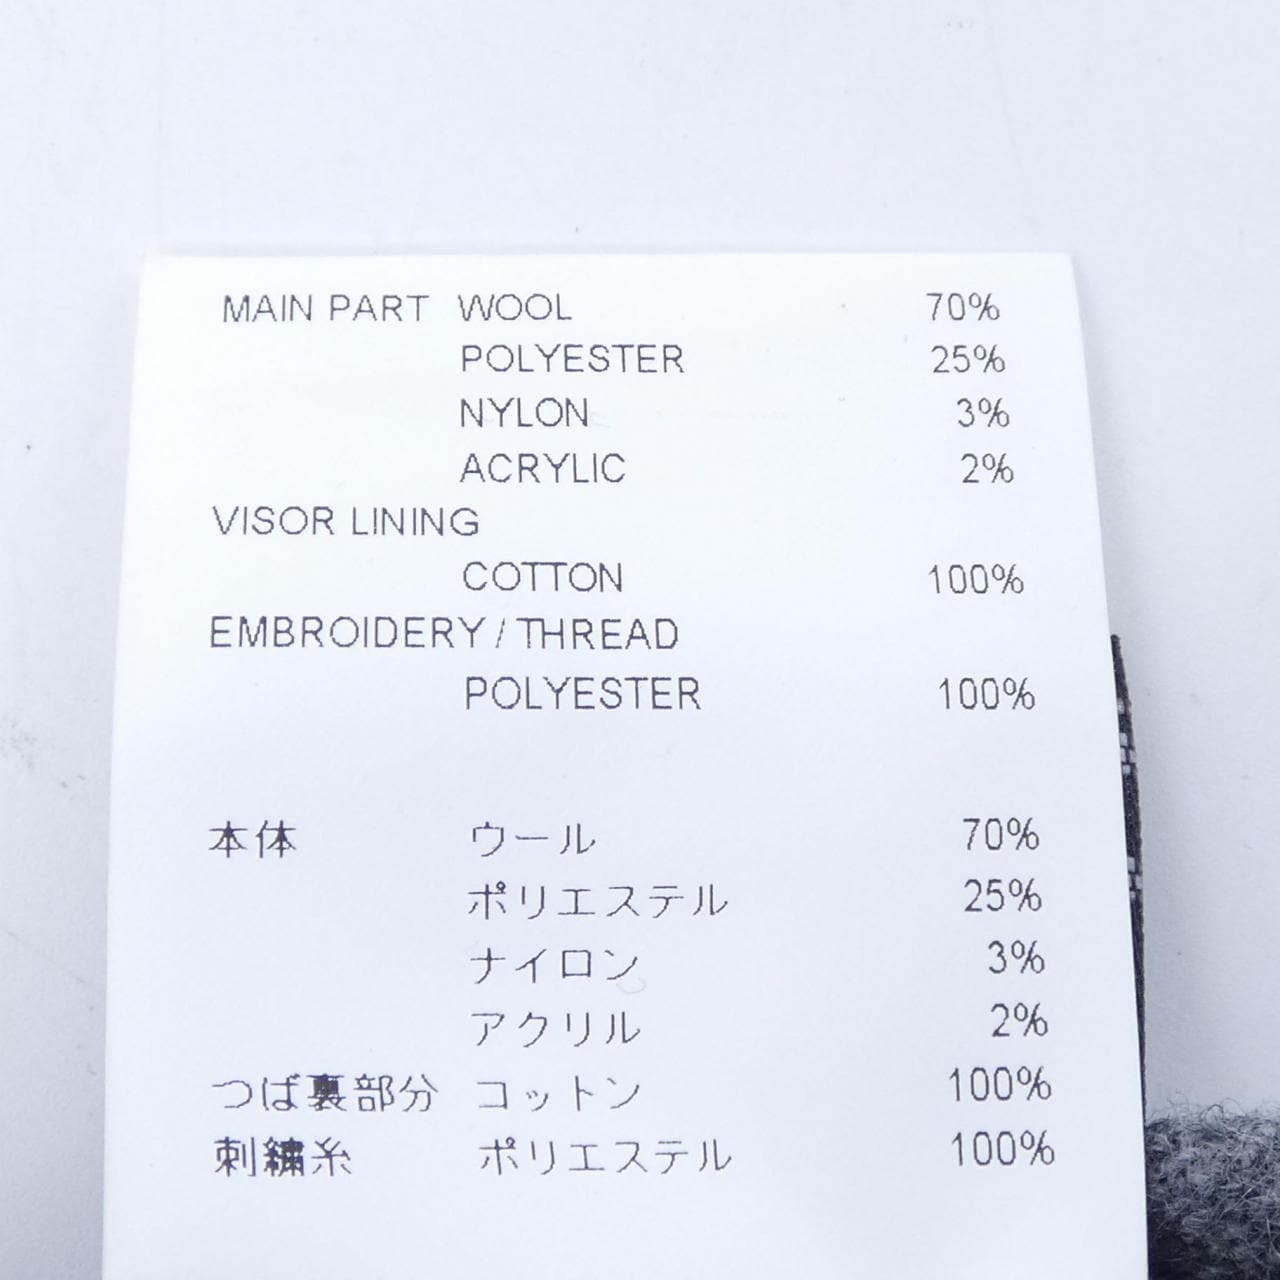 MAIN PART WOOL 70%
POLYESTER 25%
NYLON 3%
ACRYLIC 2%
VISOR LINING
COTTON 100%
EMBROIDERY / THREAD
POLYESTER 100%
本体 ウール 70%
ポリエステル 25%
ナイロン 3%
アクリル 2%
つば裏部分 コットン 100%
刺繍糸 ポリエステル 100%